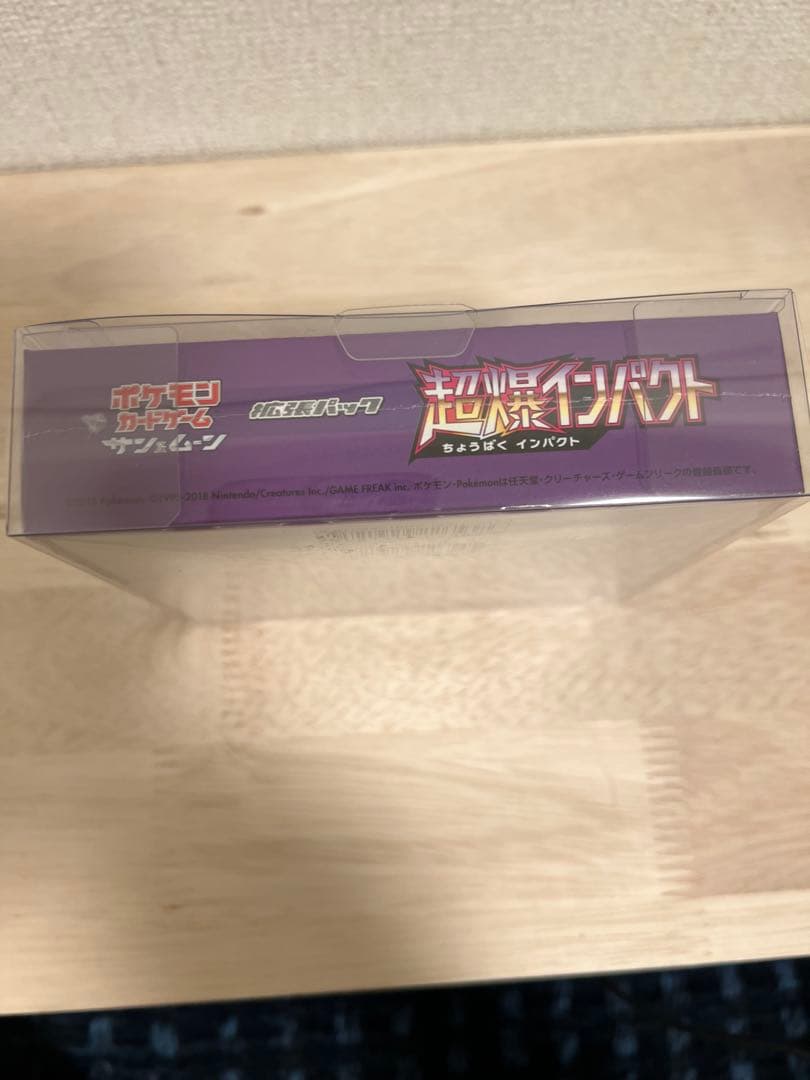 ポケモン
カードゲーム
サン&ムーン
拡張パック
超爆インパクト
ちょうばく インパクト
©2018 Pokémon. ©1995-2018 Nintendo/Creatures Inc./GAME FREAK inc. ポケモン・Pokémonは任天堂・クリーチャーズ・ゲームフリークの登録商標です。